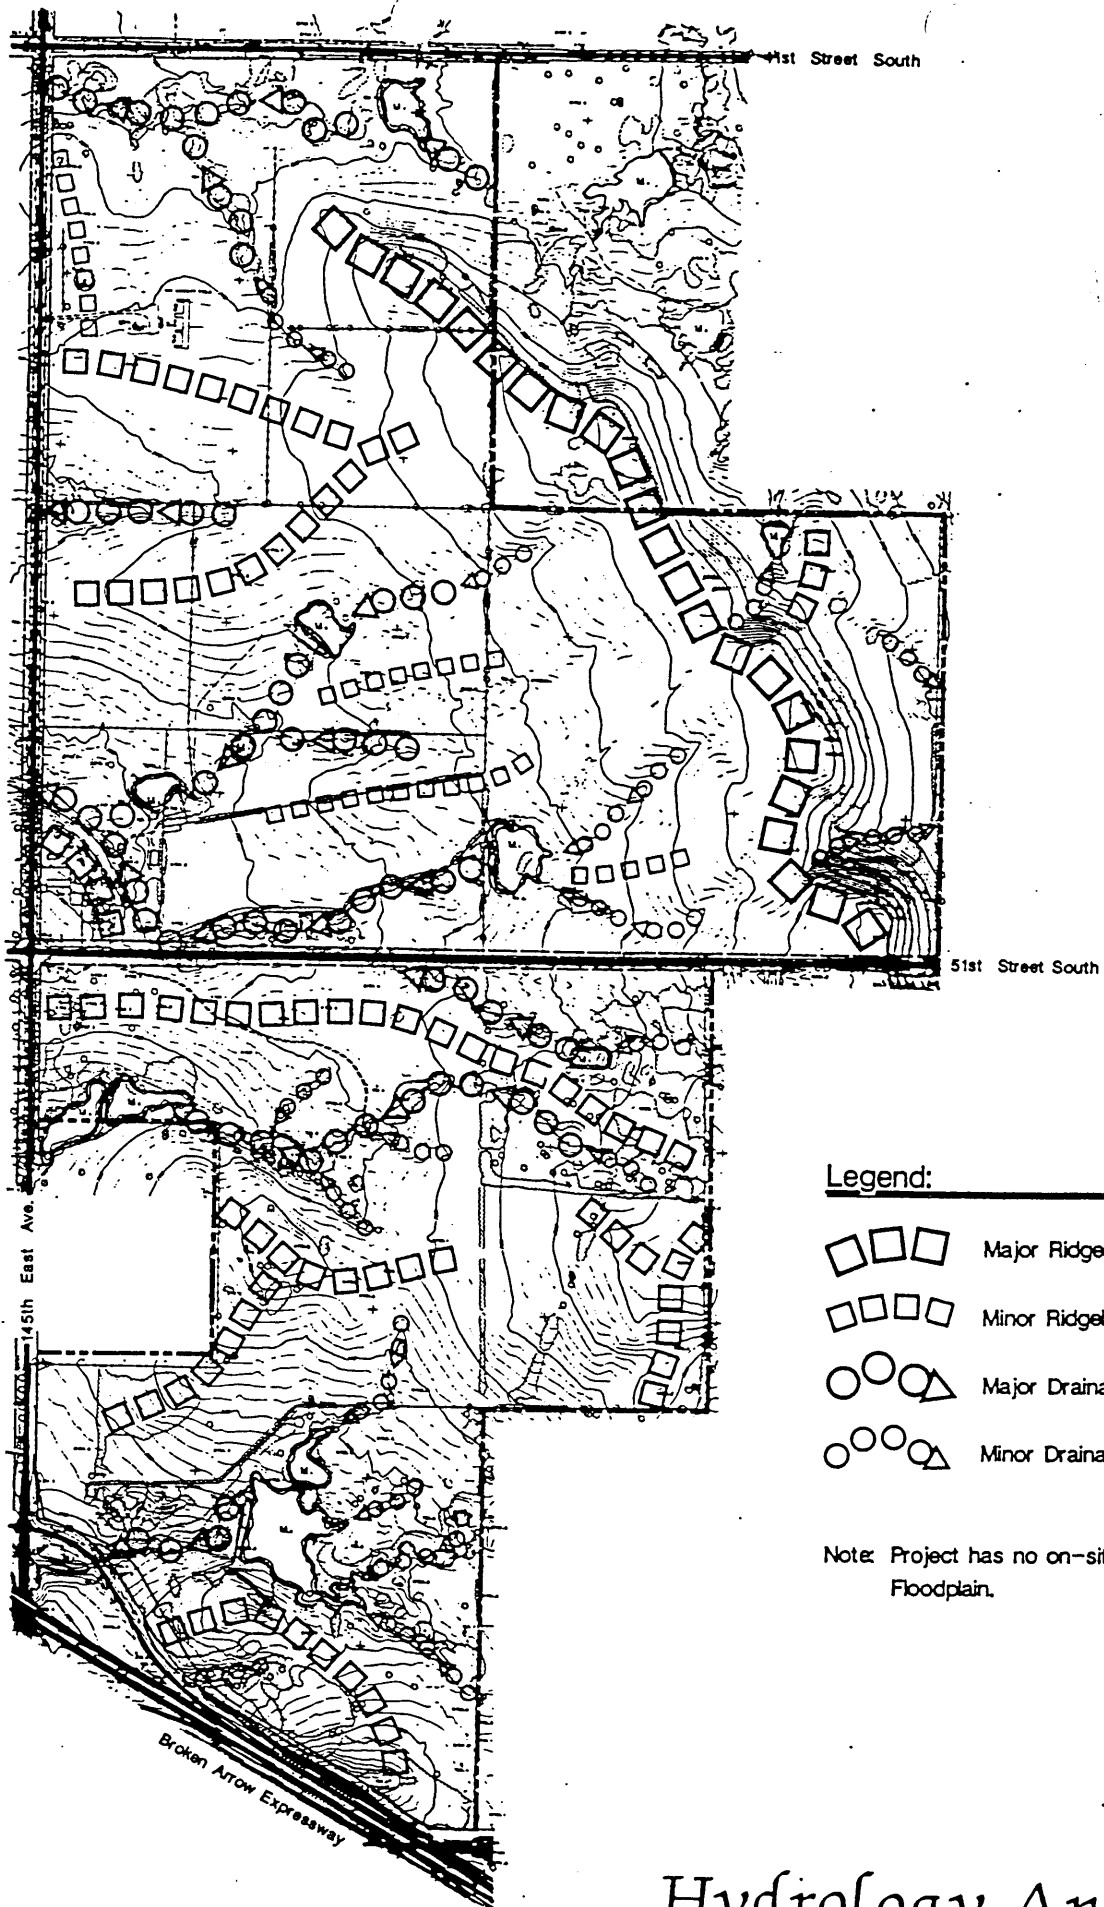 41st Street South
51st Street South
145th East Ave.
Legend:
Major Ridge
Minor Ridge
Major Draina
Minor Draina
Note: Project has no on-sit
Floodplain.
Broken Arrow Expressway
Hydrology An